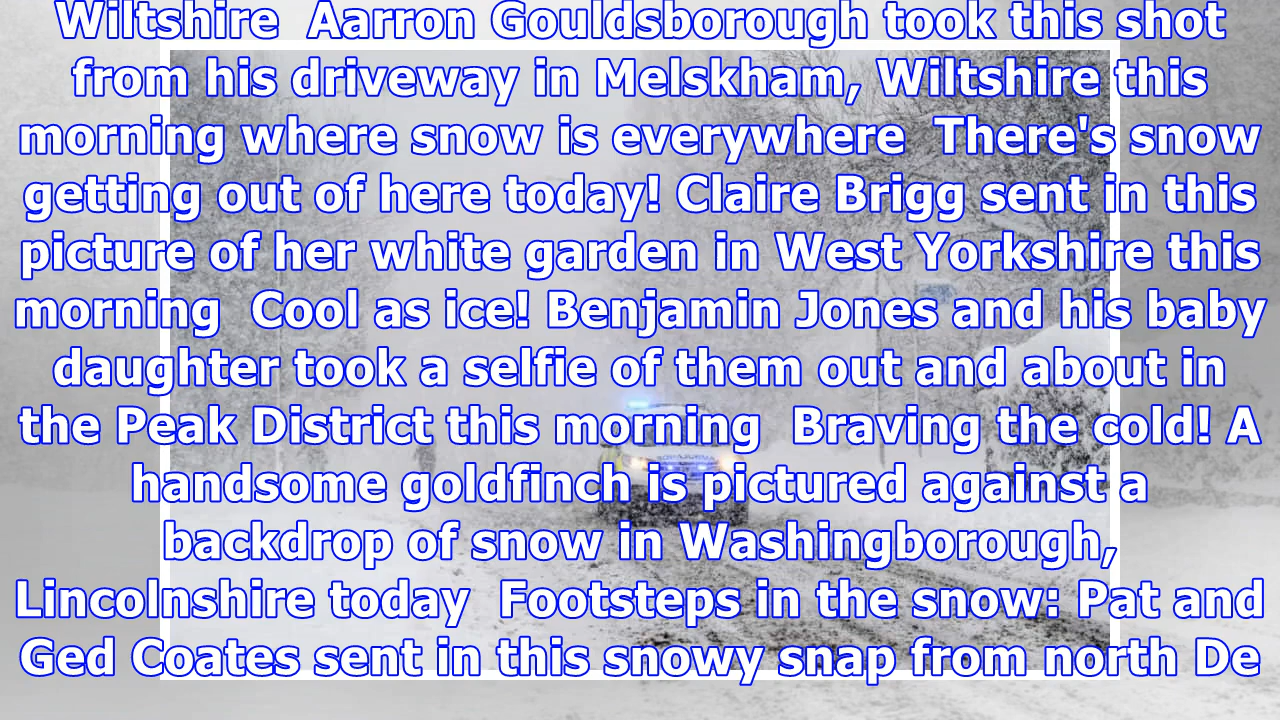 Wiltshire  Aarron Gouldsborough took this shot
from his driveway in Melskham, Wiltshire this
morning where snow is everywhere  There's snow
getting out of here today! Claire Brigg sent in this
picture of her white garden in West Yorkshire this
morning  Cool as ice! Benjamin Jones and his baby
daughter took a selfie of them out and about in
the Peak District this morning  Braving the cold! A
handsome goldfinch is pictured against a
backdrop of snow in Washingborough,
Lincolnshire today  Footsteps in the snow: Pat and
Ged Coates sent in this snowy snap from north De